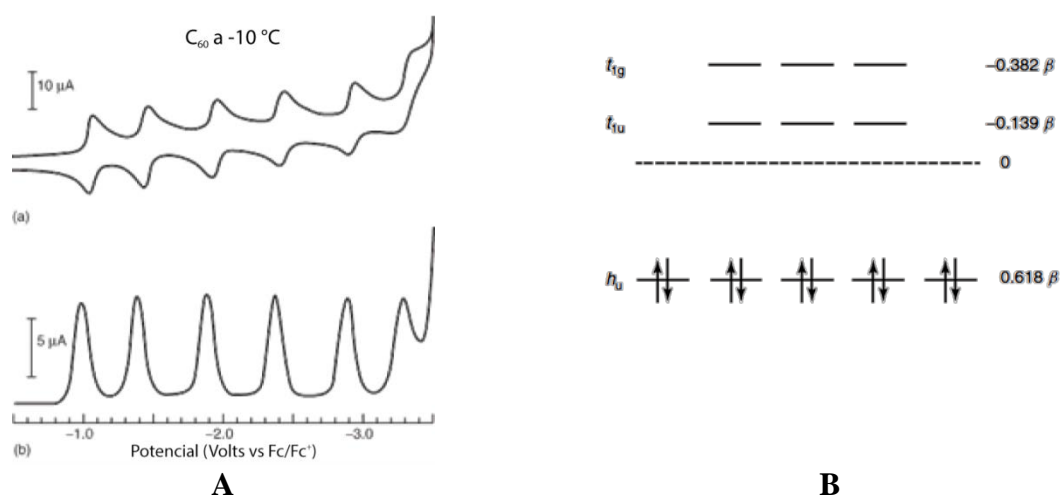 C₆₀ a -10 °C
10 µA
(a)
5 µA
-1.0 -2.0 -3.0
(b) Potencial (Volts vs Fc/Fc⁺)
A
t1g -0.382 β
t1u -0.139 β
0
hu 0.618 β
B